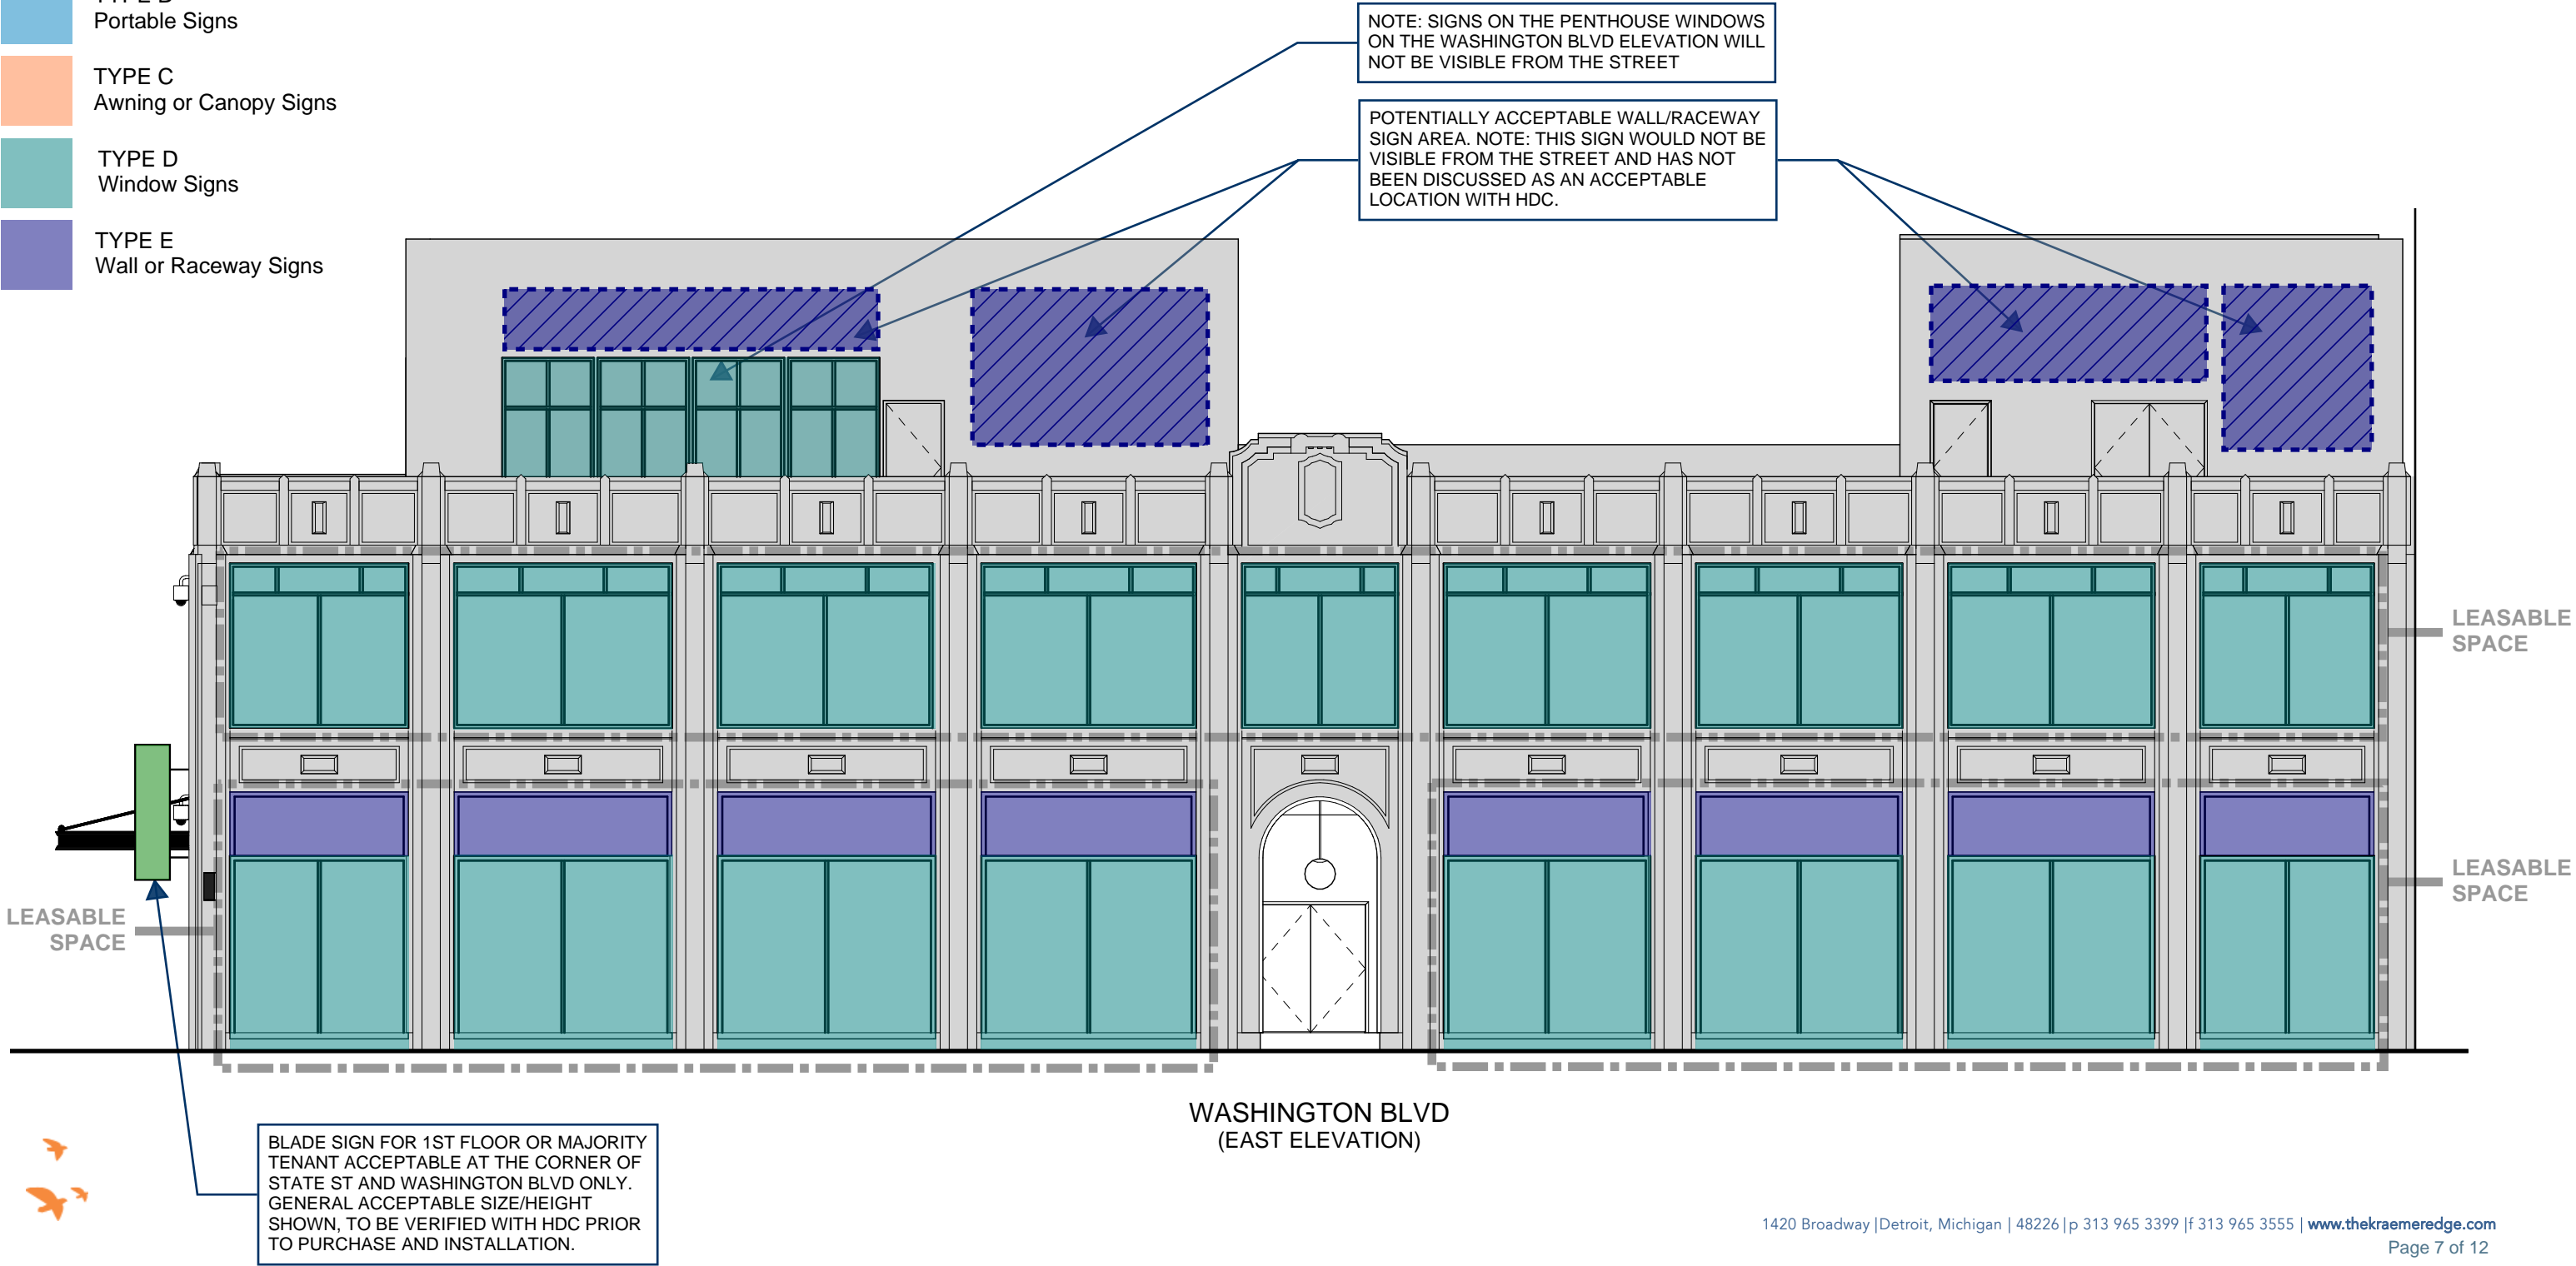 Portable Signs
TYPE C
Awning or Canopy Signs
TYPE D
Window Signs
TYPE E
Wall or Raceway Signs
NOTE: SIGNS ON THE PENTHOUSE WINDOWS
ON THE WASHINGTON BLVD ELEVATION WILL
NOT BE VISIBLE FROM THE STREET
POTENTIALLY ACCEPTABLE WALL/RACEWAY
SIGN AREA. NOTE: THIS SIGN WOULD NOT BE
VISIBLE FROM THE STREET AND HAS NOT
BEEN DISCUSSED AS AN ACCEPTABLE
LOCATION WITH HDC.
LEASABLE
SPACE
LEASABLE
SPACE
LEASABLE
SPACE
WASHINGTON BLVD
(EAST ELEVATION)
BLADE SIGN FOR 1ST FLOOR OR MAJORITY
TENANT ACCEPTABLE AT THE CORNER OF
STATE ST AND WASHINGTON BLVD ONLY.
GENERAL ACCEPTABLE SIZE/HEIGHT
SHOWN, TO BE VERIFIED WITH HDC PRIOR
TO PURCHASE AND INSTALLATION.
1420 Broadway |Detroit, Michigan | 48226|p 313 965 3399 |f 313 965 3555 | www.thekraemeredge.com
Page 7 of 12